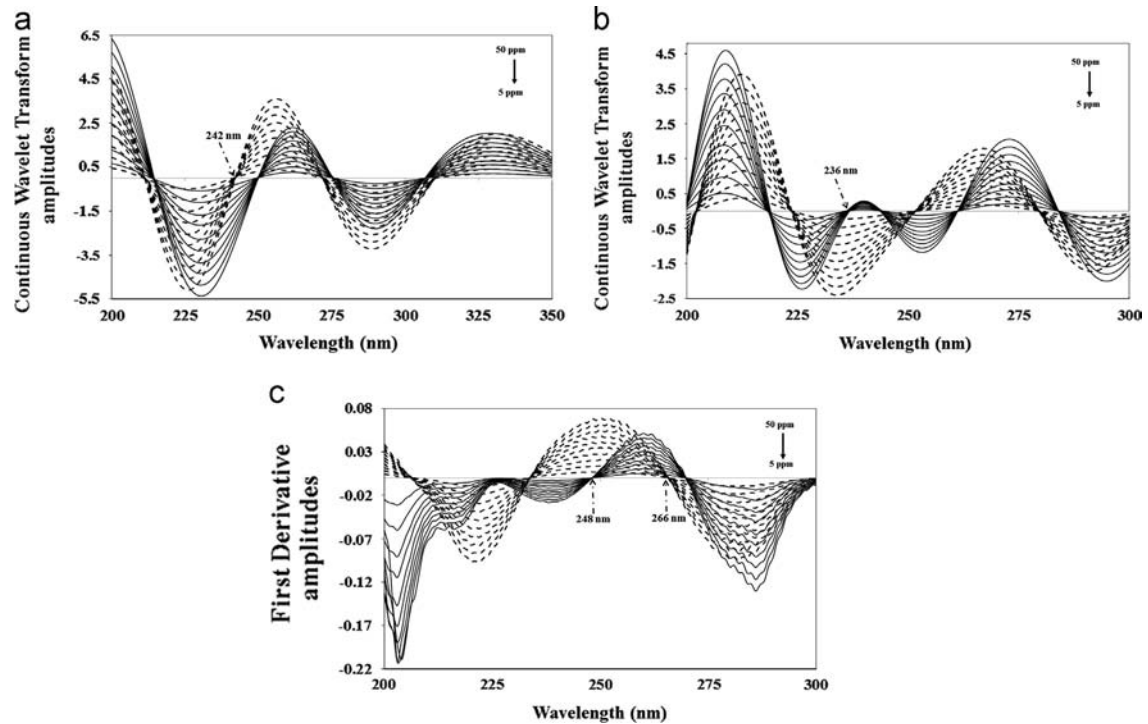 a
Continuous Wavelet Transform
amplitudes
6.5
4.5
2.5
0.5
-1.5
-3.5
-5.5
242 nm
50 ppm
5 ppm
200
225
250
275
300
325
350
Wavelength (nm)
b
Continuous Wavelet Transform
amplitudes
4.5
3.5
2.5
1.5
0.5
-0.5
-1.5
-2.5
236 nm
50 ppm
5 ppm
200
225
250
275
300
Wavelength (nm)
c
First Derivative
amplitudes
0.08
0.03
-0.02
-0.07
-0.12
-0.17
-0.22
50 ppm
5 ppm
248 nm
266 nm
200
225
250
275
300
Wavelength (nm)